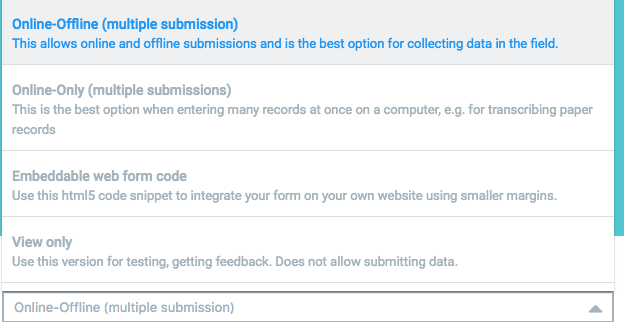 Online-Offline (multiple submission)
This allows online and offline submissions and is the best option for collecting data in the field.
Online-Only (multiple submissions)
This is the best option when entering many records at once on a computer, e.g. for transcribing paper
records
Embeddable web form code
Use this html5 code snippet to integrate your form on your own website using smaller margins.
View only
Use this version for testing, getting feedback. Does not allow submitting data.
Online-Offline (multiple submission)